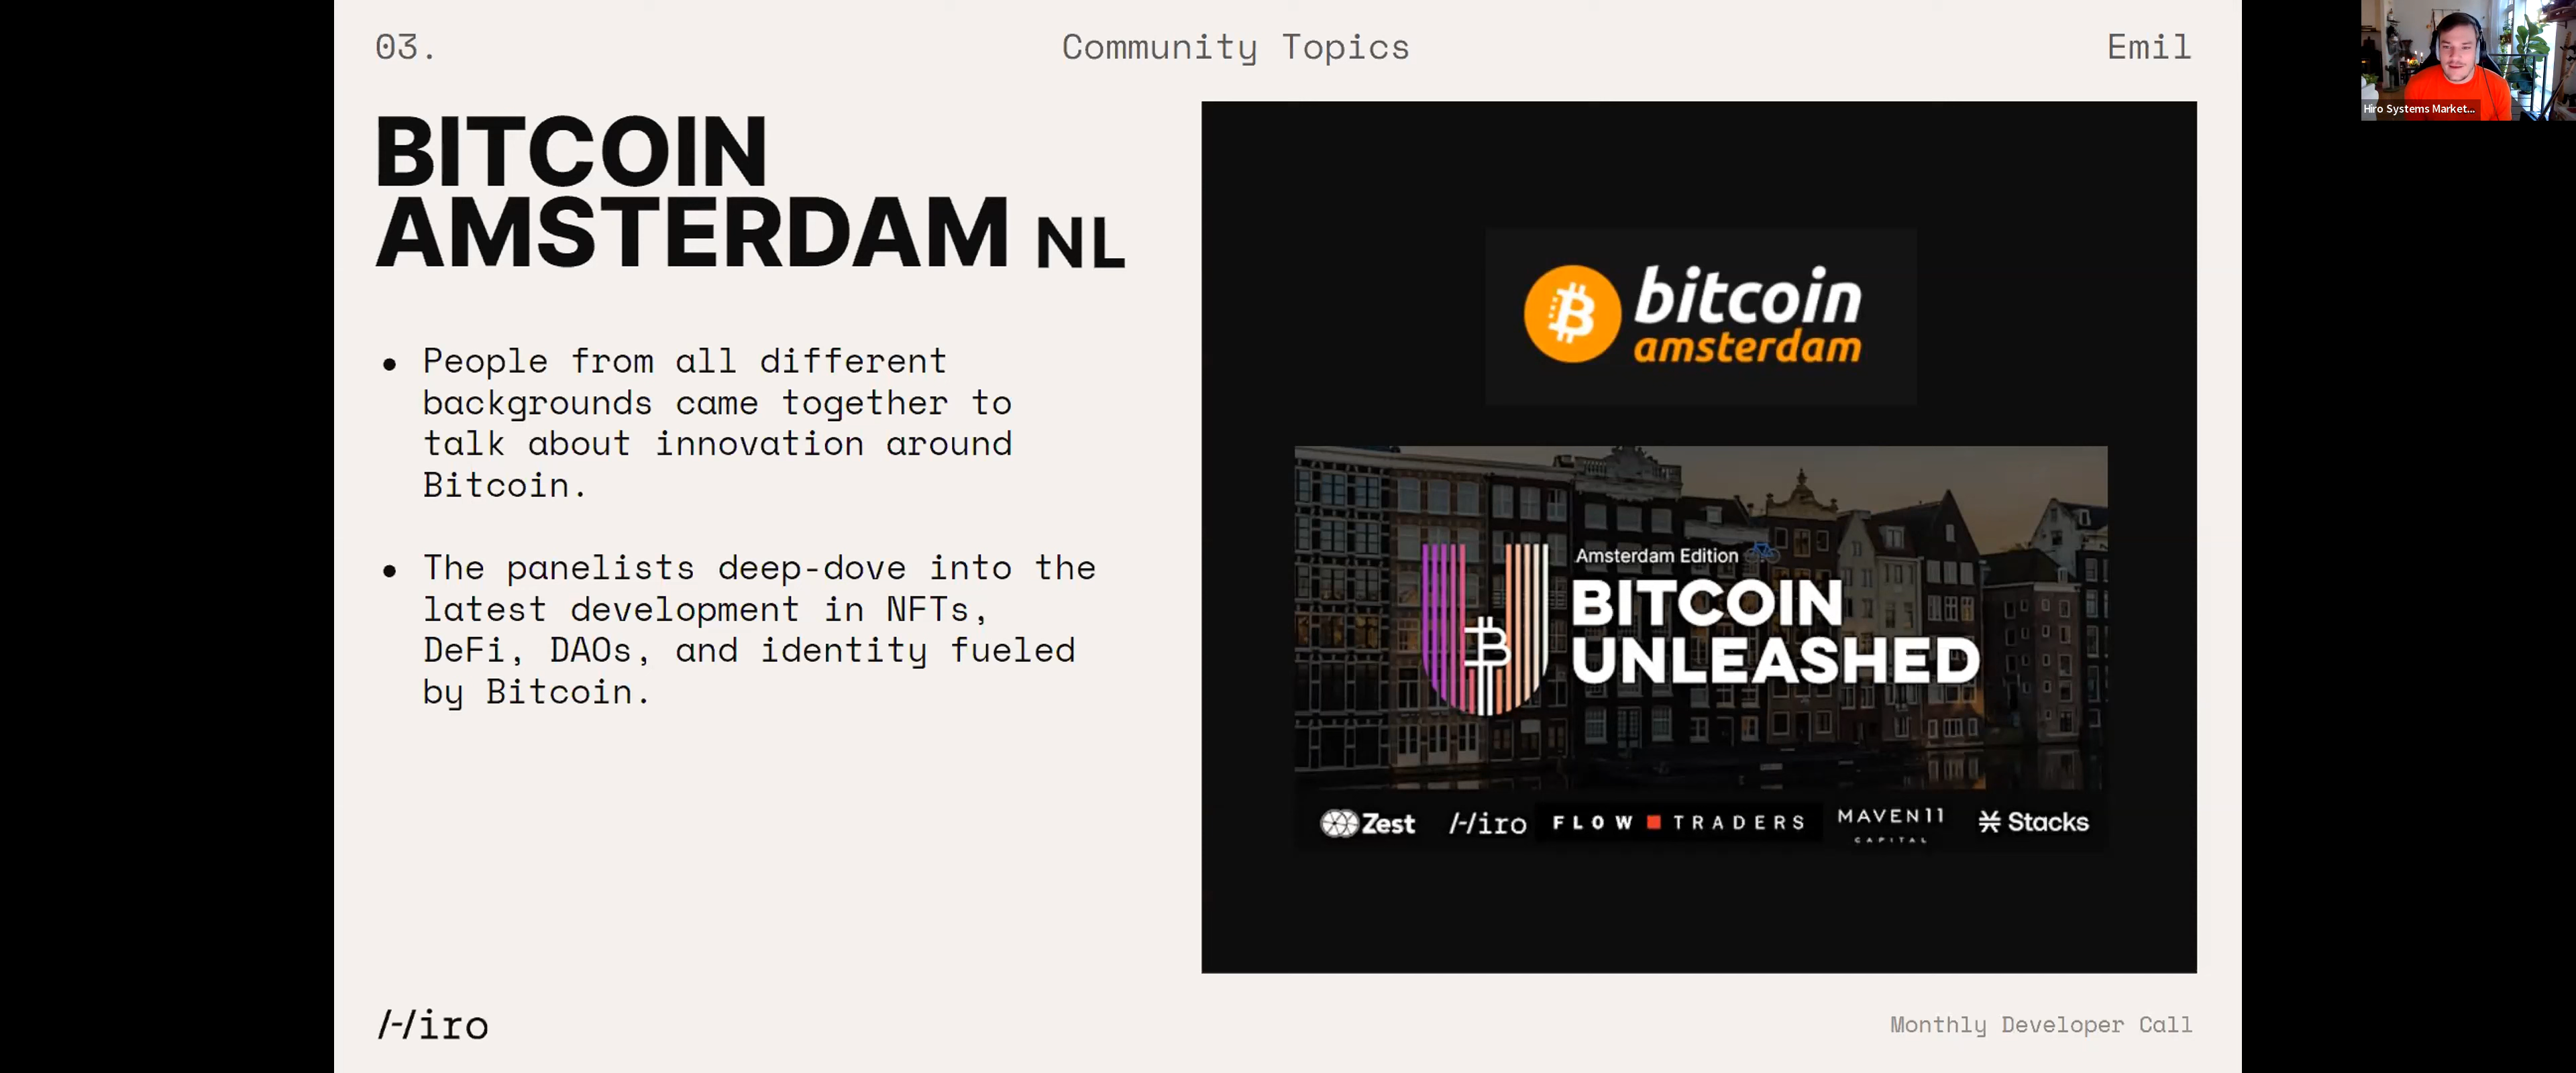 03.
Community Topics
Emil
BITCOIN
AMSTERDAM NL
People from all different
backgrounds came together to
talk about innovation around
Bitcoin.
The panelists deep-dove into the
latest development in NFTs,
DeFi, DAOs, and identity fueled
by Bitcoin.
bitcoin
amsterdam
Amsterdam Edition
BITCOIN
UNLEASHED
Zest
Hiro
FLOW TRADERS
MAVEN11
CAPITAL
Stacks
Hiro
Monthly Developer Call
Hiro Systems Market...